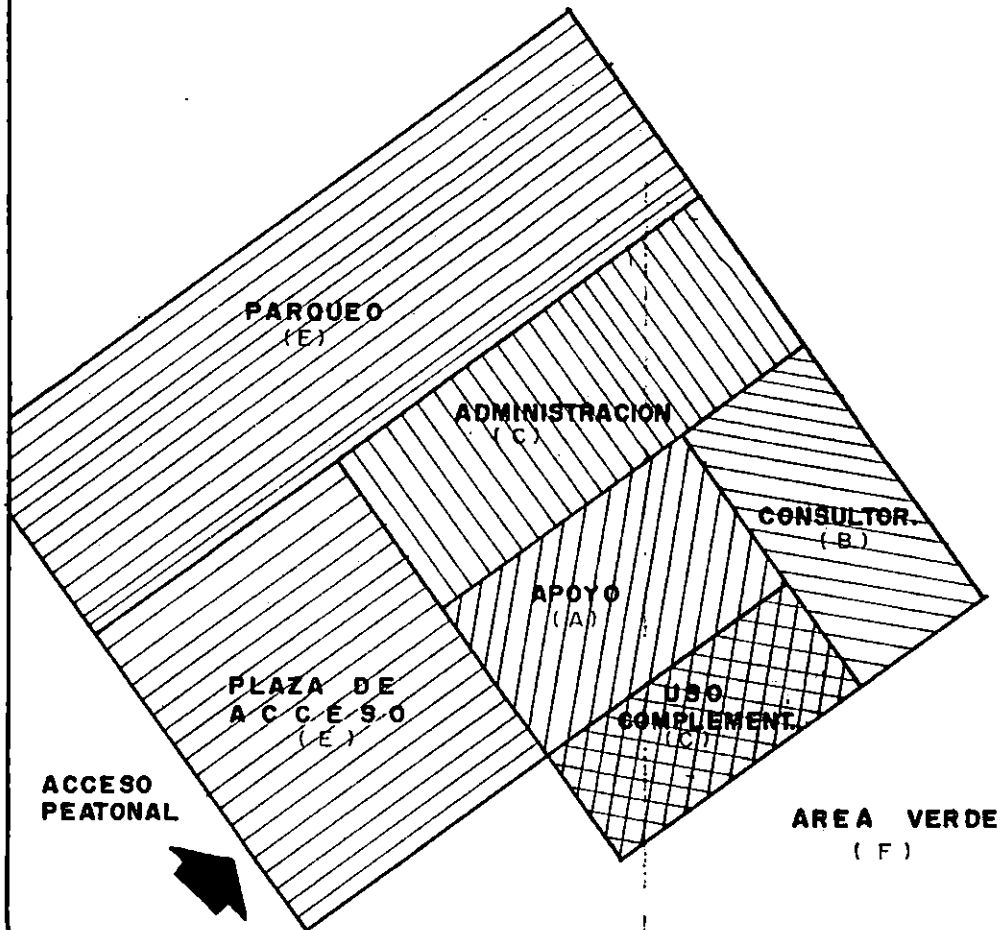 PARQUEO
(E)
ADMINISTRACION
(C)
CONSULTOR.
(B)
APOYO
(A)
PLAZA DE
ACCESO
(E)
USO
COMPLEMENT.
(C)
ACCESO
PEATONAL
AREA VERDE
(F)